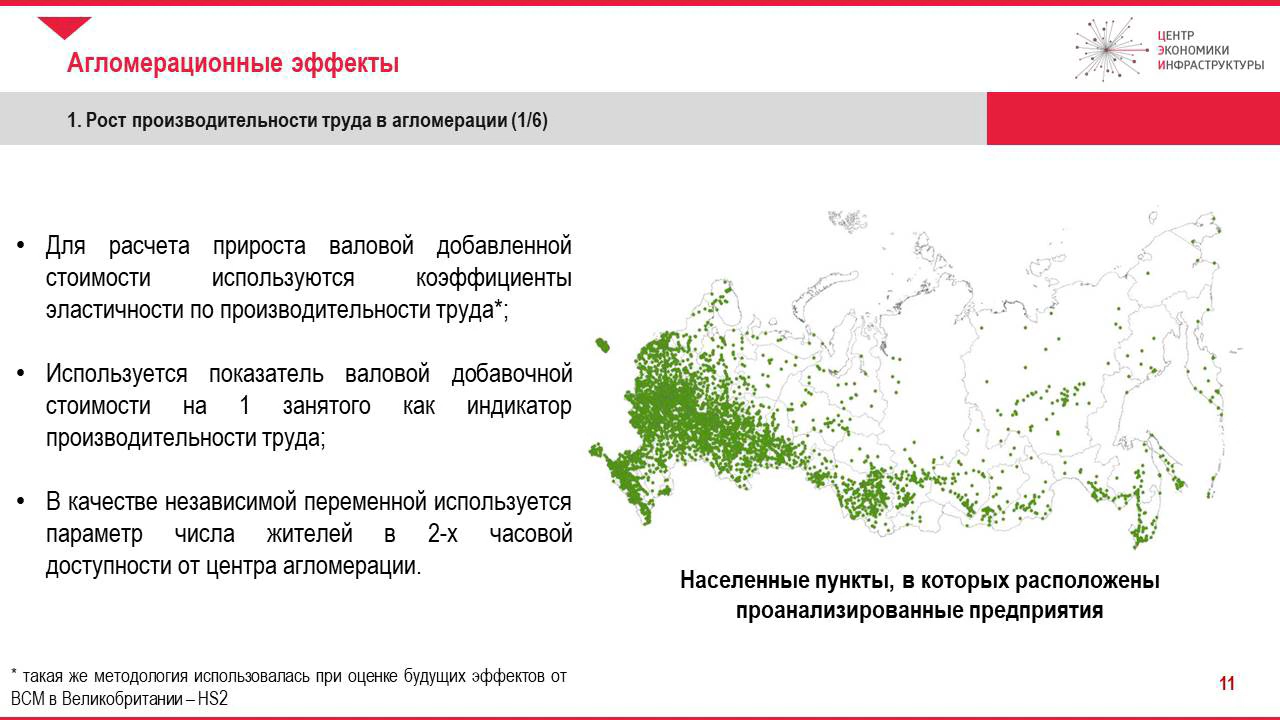 Агломерационные эффекты
ЦЕНТР
ЭКОНОМИКИ
ИНФРАСТРУКТУРЫ
1. Рост производительности труда в агломерации (1/6)
• Для расчета прироста валовой добавленной
стоимости используются коэффициенты
эластичности по производительности труда*;
• Используется показатель валовой добавочной
стоимости на 1 занятого как индикатор
производительности труда;
• В качестве независимой переменной используется
параметр числа жителей в 2-х часовой
доступности от центра агломерации.
Населенные пункты, в которых расположены
проанализированные предприятия
* такая же методология использовалась при оценке будущих эффектов от
ВСМ в Великобритании – HS2
11